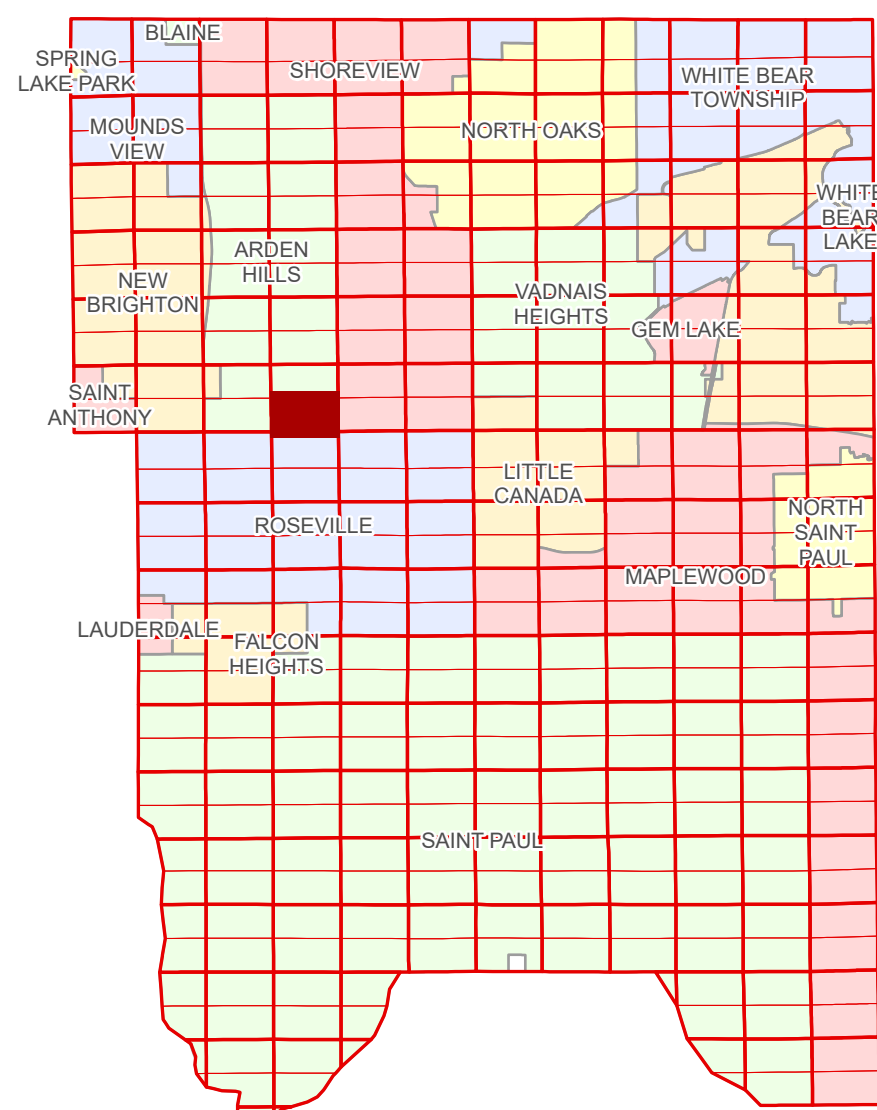 BLAINE
SPRING
LAKE PARK
SHOREVIEW
WHITE BEAR
TOWNSHIP
MOUNDS
VIEW
NORTH OAKS
WHITE
BEAR
LAKE
ARDEN
HILLS
NEW
BRIGHTON
VADNAIS
HEIGHTS
GEM LAKE
SAINT
ANTHONY
LITTLE
CANADA
ROSEVILLE
NORTH
SAINT
PAUL
MAPLEWOOD
LAUDERDALE
FALCON
HEIGHTS
SAINT PAUL